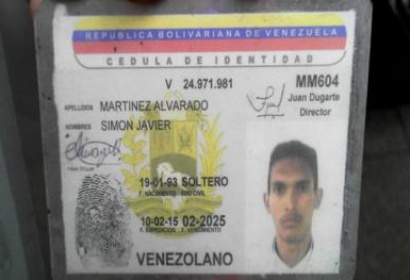 REPUBLICA BOLIVARIANA DE VENEZUELA
CEDULA DE IDENTIDAD
V 24.971.981
MM604
Juan Dugarte
Director
APELLIDOS MARTINEZ ALVARADO
NOMBRES SIMON JAVIER
19-01-93 SOLTERO
F. NACIMIENTO EDO CIVIL
10-02-15 02-2025
F. EXPEDICION F. VENCIMIENTO
VENEZOLANO